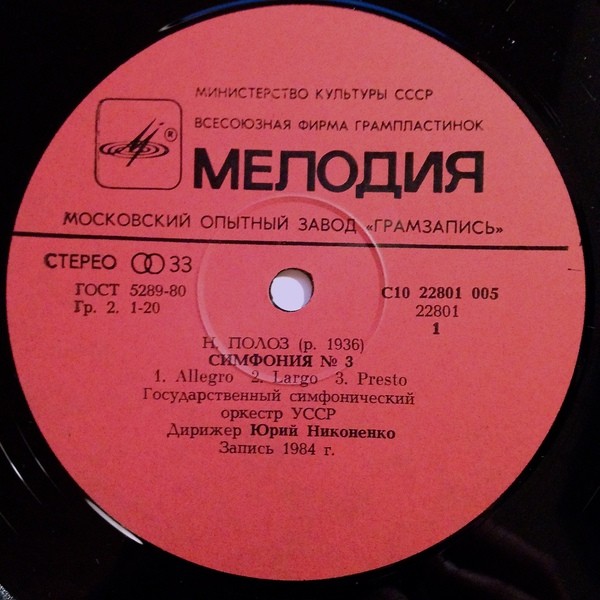 МИНИСТЕРСТВО КУЛЬТУРЫ СССР
ВСЕСОЮЗНАЯ ФИРМА ГРАМПЛАСТИНОК
®
МЕЛОДИЯ
МОСКОВСКИЙ ОПЫТНЫЙ ЗАВОД «ГРАМЗАПИСЬ»
СТЕРЕО 33
ГОСТ 5289-80
Гр. 2. 1-20
С10 22801 005
22801
1
Н. ПОЛОЗ (р. 1936)
СИМФОНИЯ № 3
1. Allegro 2. Largo 3. Presto
Государственный симфонический
оркестр УССР
Дирижер Юрий Никоненко
Запись 1984 г.